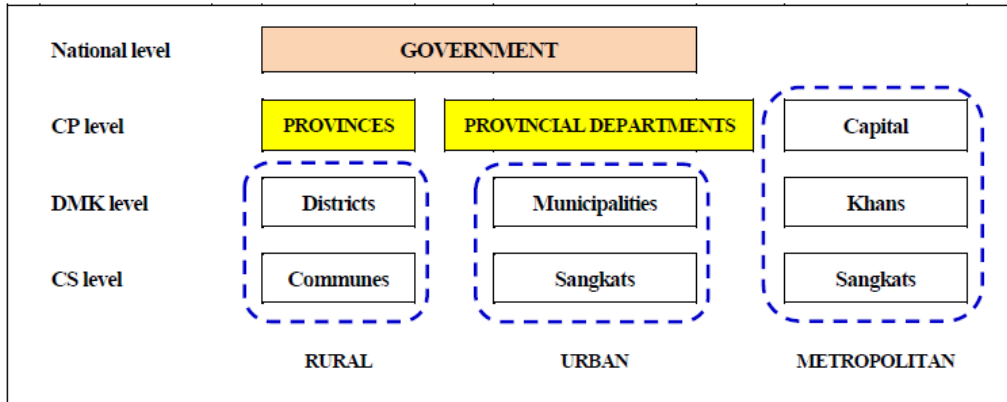 National level GOVERNMENT
CP level PROVINCES PROVINCIAL DEPARTMENTS Capital
DMK level Districts Municipalities Khans
CS level Communes Sangkats Sangkats
RURAL URBAN METROPOLITAN